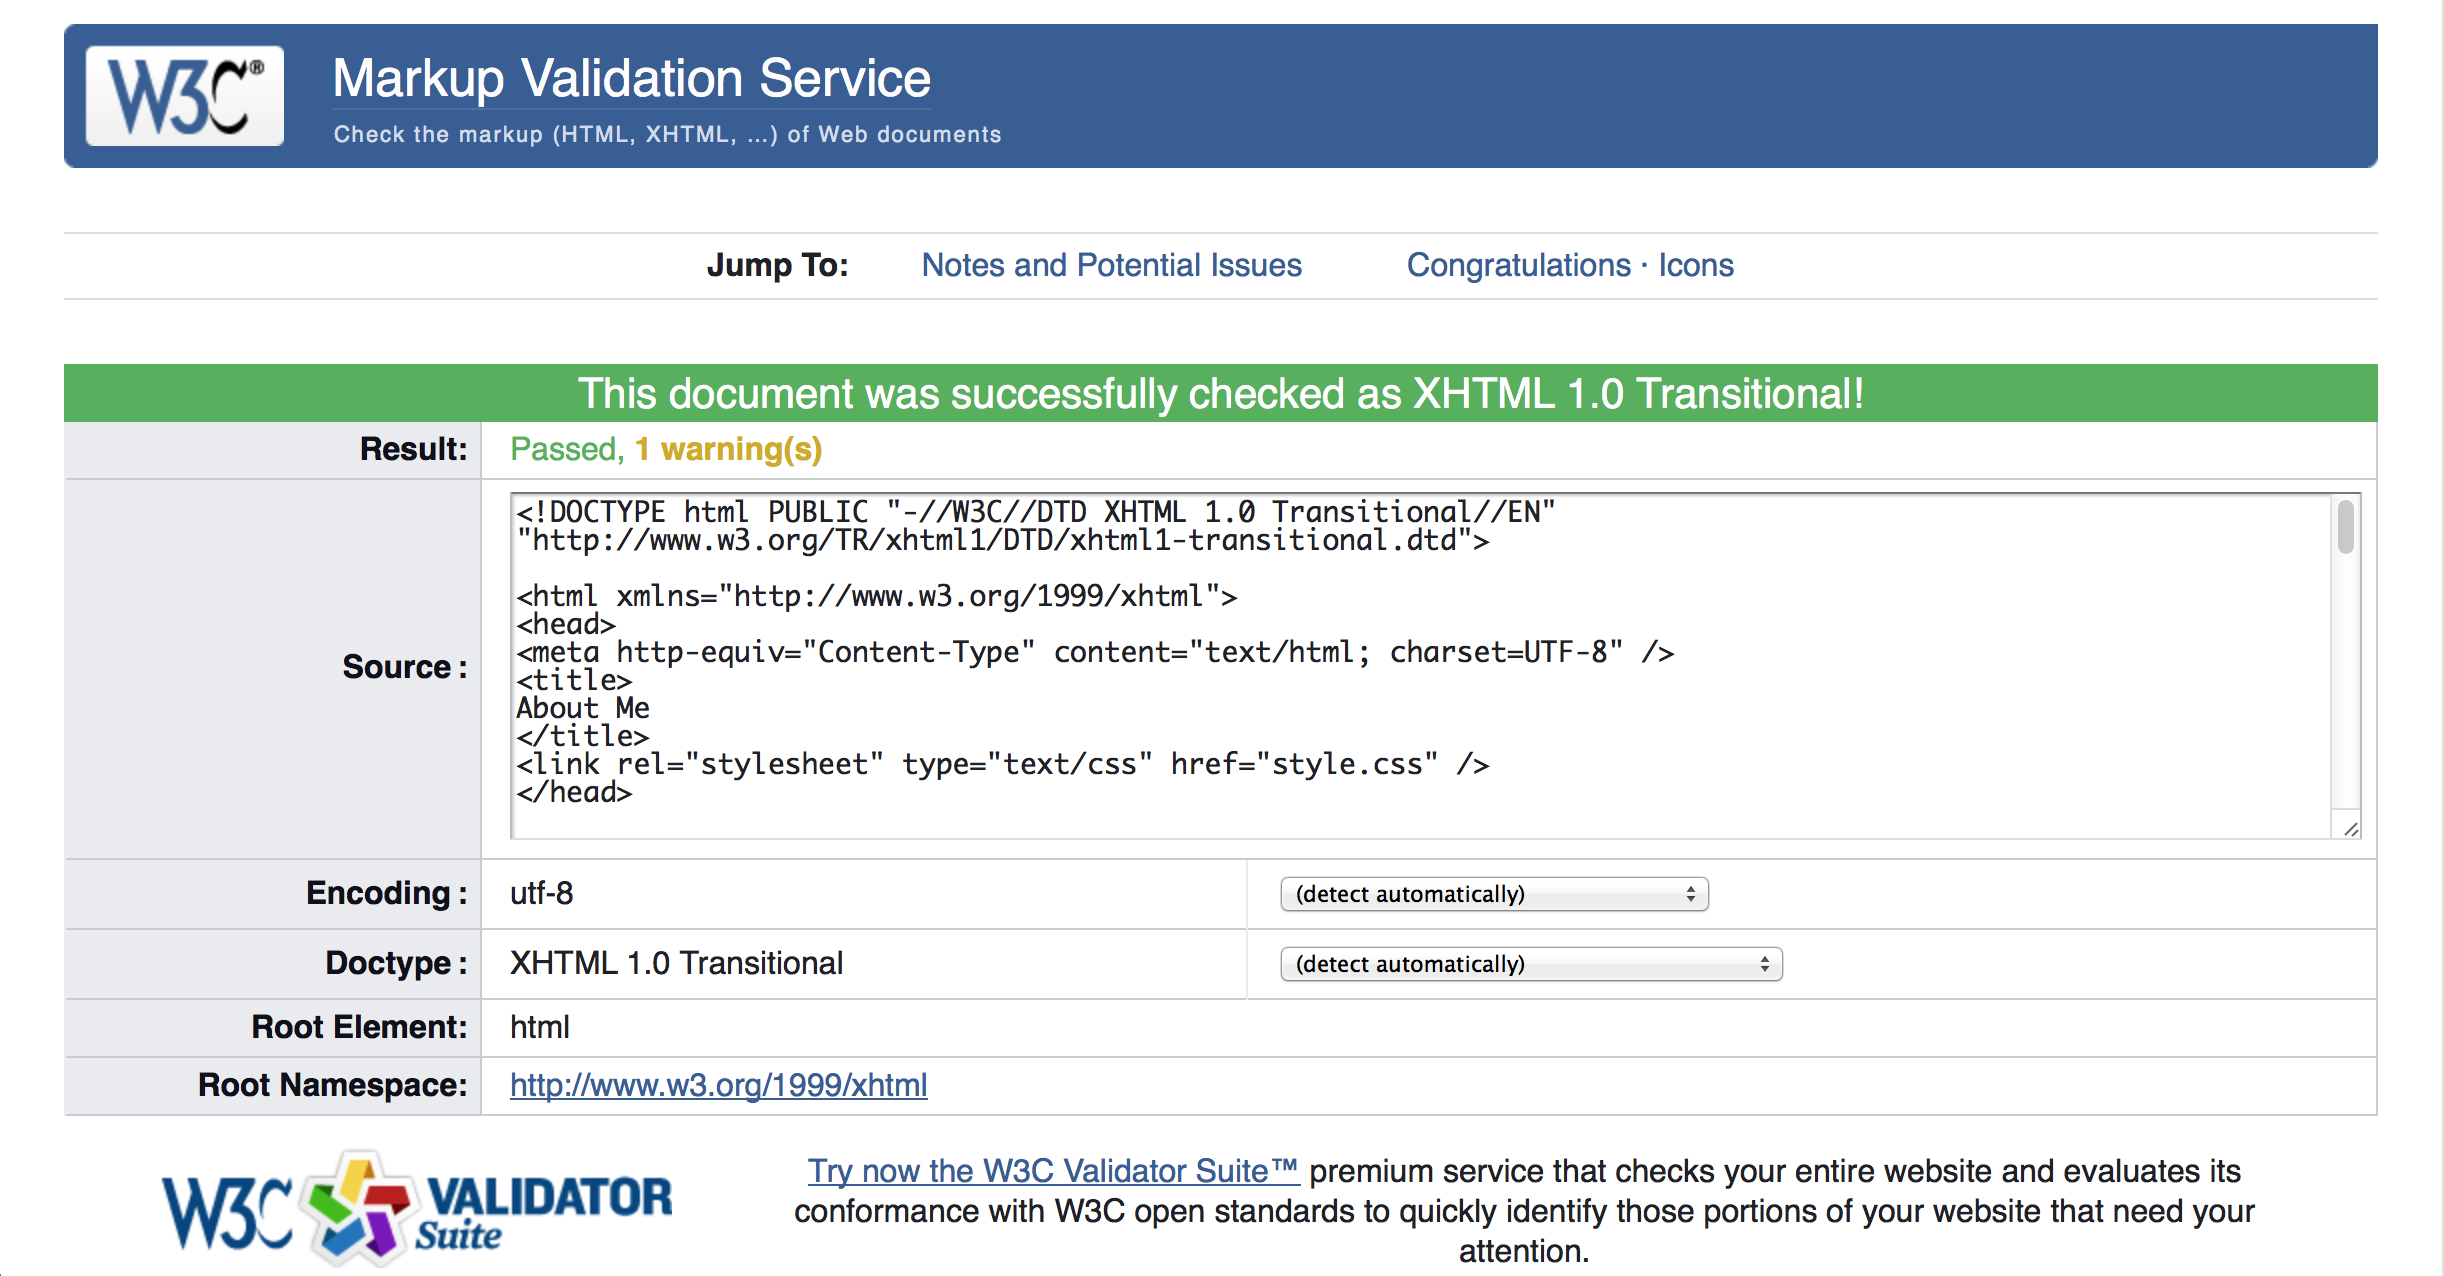 W3C®
Markup Validation Service
Check the markup (HTML, XHTML, ...) of Web documents
Jump To: Notes and Potential Issues Congratulations · Icons
This document was successfully checked as XHTML 1.0 Transitional!
Result: Passed, 1 warning(s)
Source :
<!DOCTYPE html PUBLIC "-//W3C//DTD XHTML 1.0 Transitional//EN"
"http://www.w3.org/TR/xhtml1/DTD/xhtml1-transitional.dtd">
<html xmlns="http://www.w3.org/1999/xhtml">
<head>
<meta http-equiv="Content-Type" content="text/html; charset=UTF-8" />
<title>
About Me
</title>
<link rel="stylesheet" type="text/css" href="style.css" />
</head>
Encoding : utf-8 (detect automatically)
Doctype : XHTML 1.0 Transitional (detect automatically)
Root Element: html
Root Namespace: http://www.w3.org/1999/xhtml
W3C VALIDATOR
Suite
Try now the W3C Validator Suite™ premium service that checks your entire website and evaluates its
conformance with W3C open standards to quickly identify those portions of your website that need your
attention.